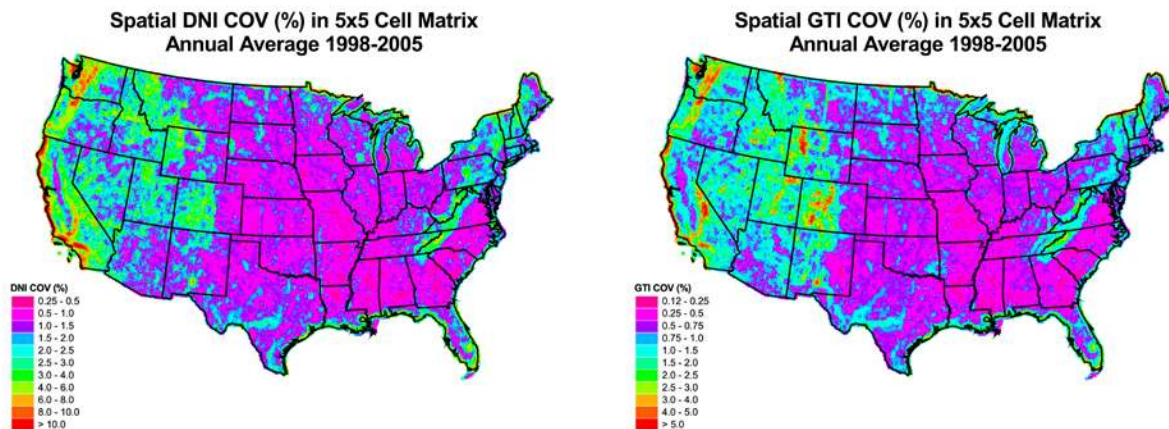 Spatial DNI COV (%) in 5x5 Cell Matrix
Annual Average 1998-2005
DNI COV (%)
0.25 - 0.5
0.5 - 1.0
1.0 - 1.5
1.5 - 2.0
2.0 - 2.5
2.5 - 3.0
3.0 - 4.0
4.0 - 6.0
6.0 - 8.0
8.0 - 10.0
> 10.0
Spatial GTI COV (%) in 5x5 Cell Matrix
Annual Average 1998-2005
GTI COV (%)
0.12 - 0.25
0.25 - 0.5
0.5 - 0.75
0.75 - 1.0
1.0 - 1.5
1.5 - 2.0
2.0 - 2.5
2.5 - 3.0
3.0 - 4.0
4.0 - 5.0
> 5.0